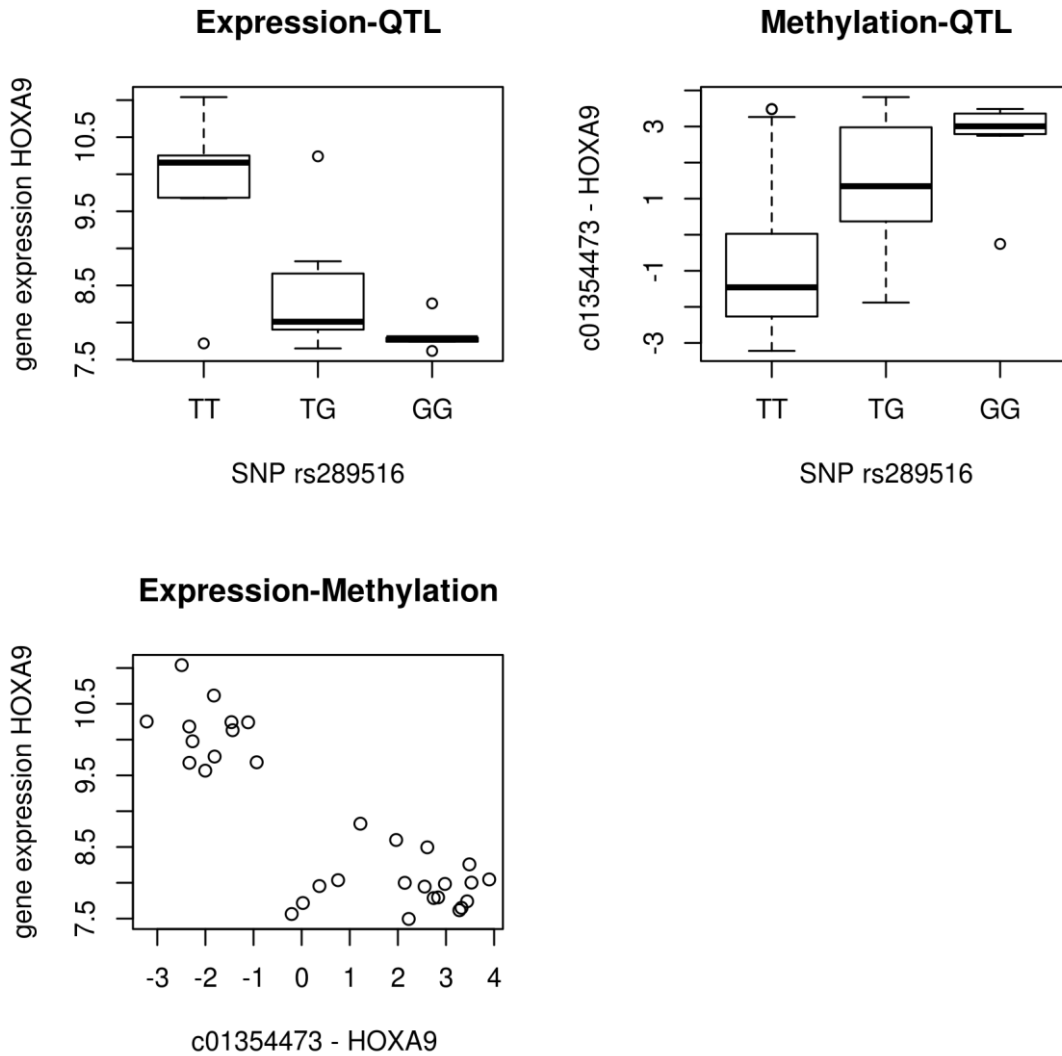 Expression-QTL
gene expression HOXA9
7.5 8.5 9.5 10.5
TT TG GG
SNP rs289516
Methylation-QTL
c01354473 - HOXA9
-3 -1 1 3
TT TG GG
SNP rs289516
Expression-Methylation
gene expression HOXA9
7.5 8.5 9.5 10.5
-3 -2 -1 0 1 2 3 4
c01354473 - HOXA9